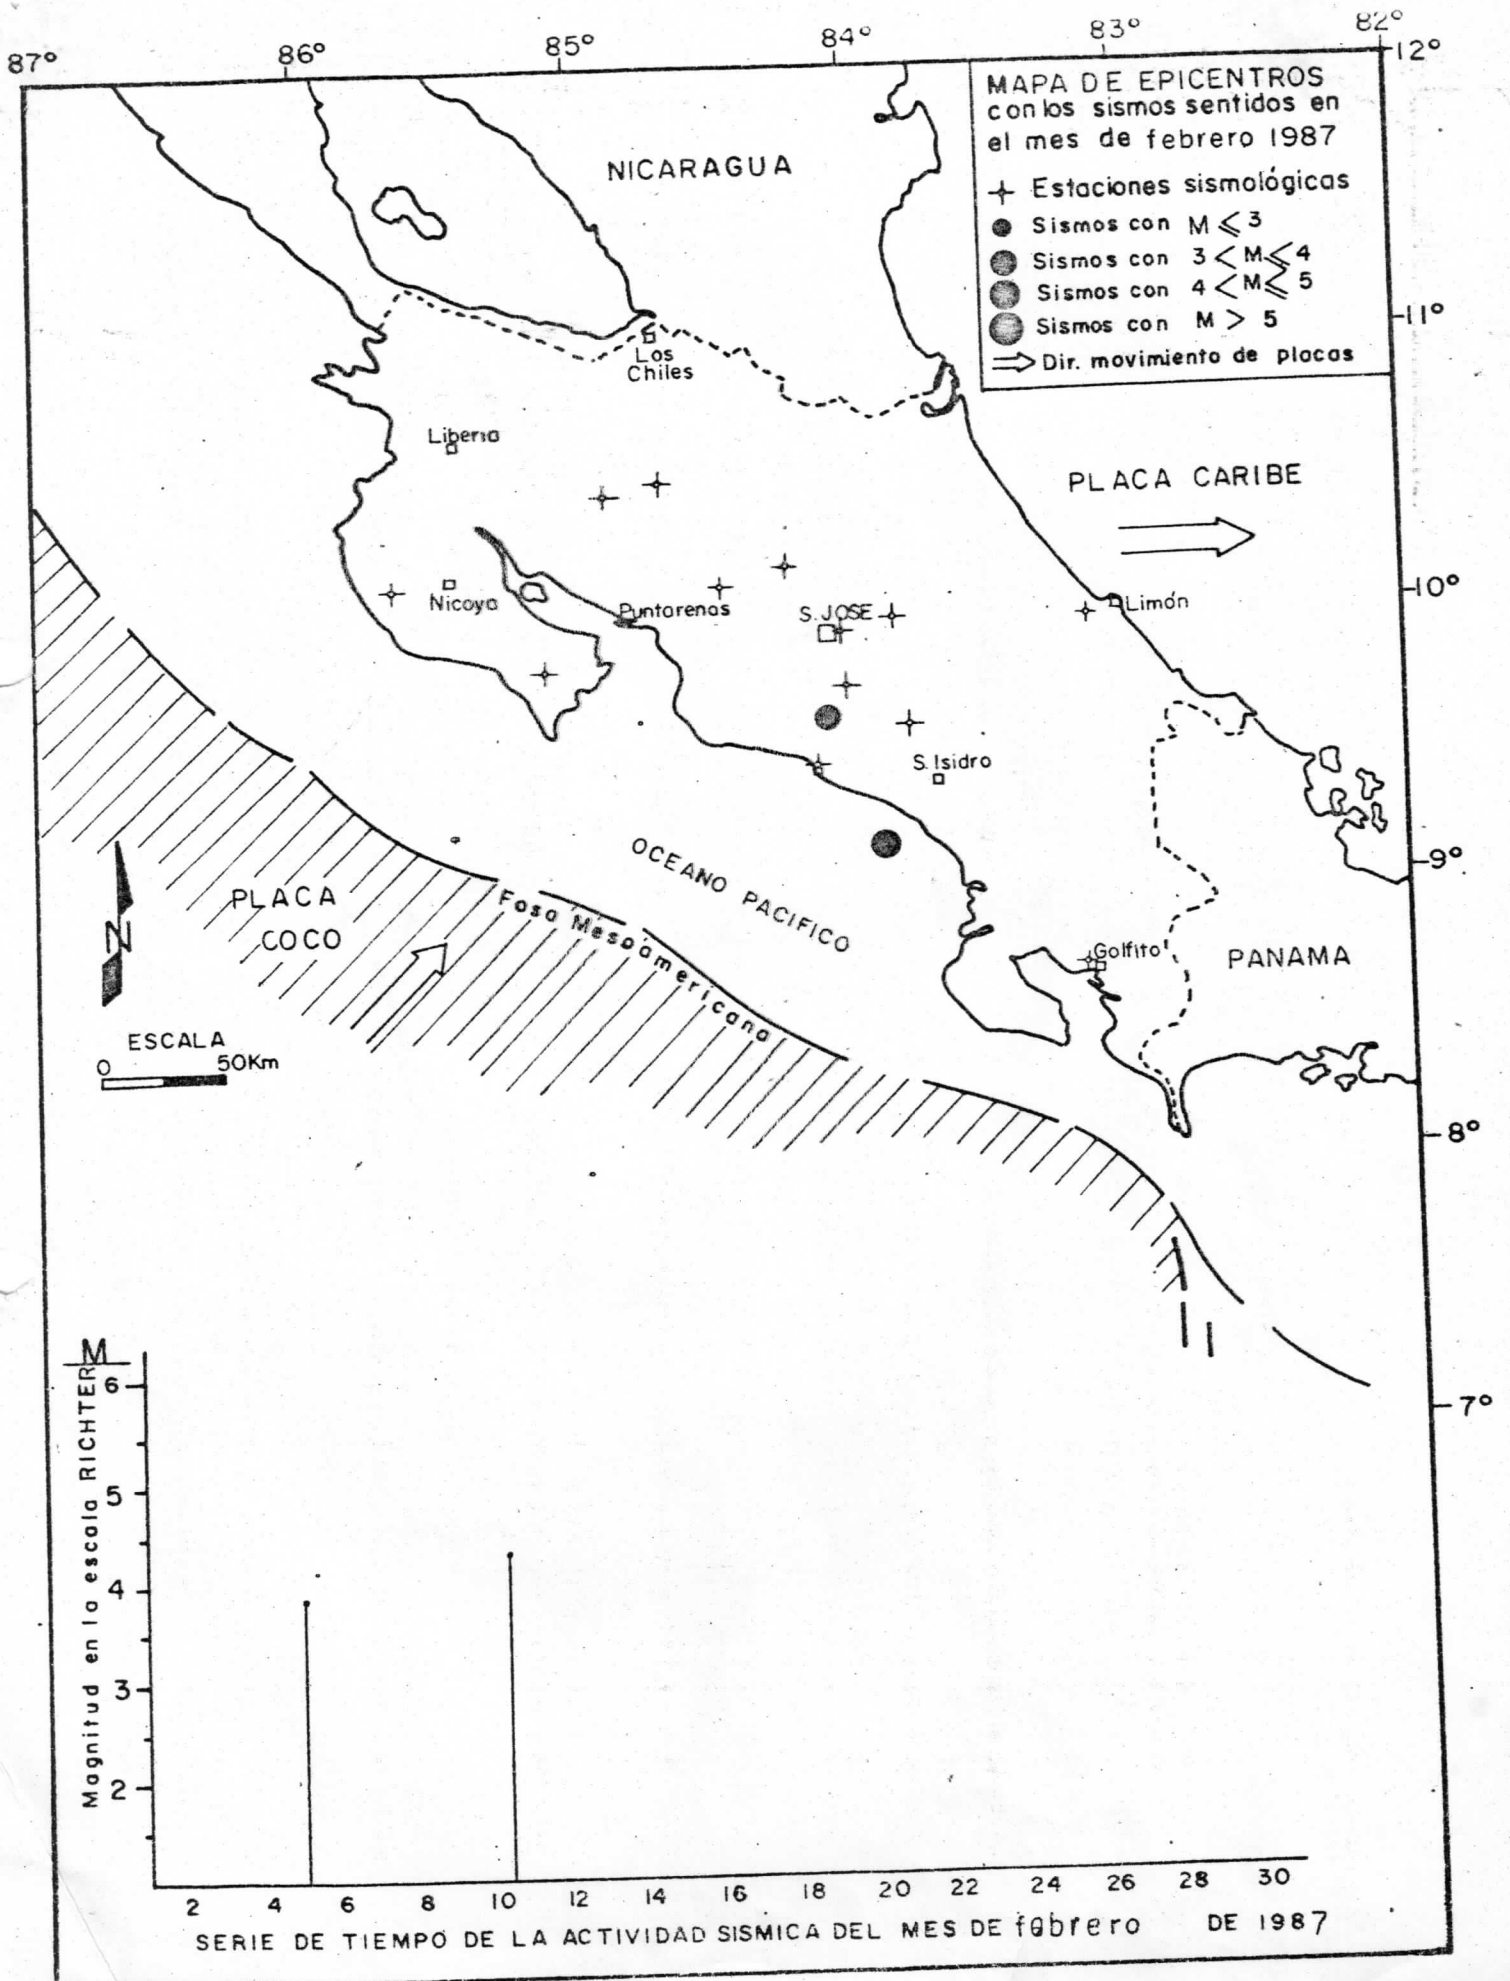 87°
86°
85°
84°
83°
82°
12°
MAPA DE EPICENTROS
con los sismos sentidos en
el mes de febrero 1987
Estaciones sismológicas
Sismos con M ⩽ 3
Sismos con 3 < M ⩽ 4
Sismos con 4 < M ⩽ 5
Sismos con M > 5
Dir. movimiento de placas
NICARAGUA
11°
Los
Chiles
Liberia
PLACA CARIBE
10°
Nicoya
Puntarenas
S. JOSE
Limón
S. Isidro
9°
OCEANO PACIFICO
PLACA
COCO
Fosa Mesoamericana
Golfito
PANAMA
N
ESCALA
0 50Km
8°
7°
M
Magnitud en la escala RICHTER
6
5
4
3
2
2 4 6 8 10 12 14 16 18 20 22 24 26 28 30
SERIE DE TIEMPO DE LA ACTIVIDAD SISMICA DEL MES DE febrero DE 1987